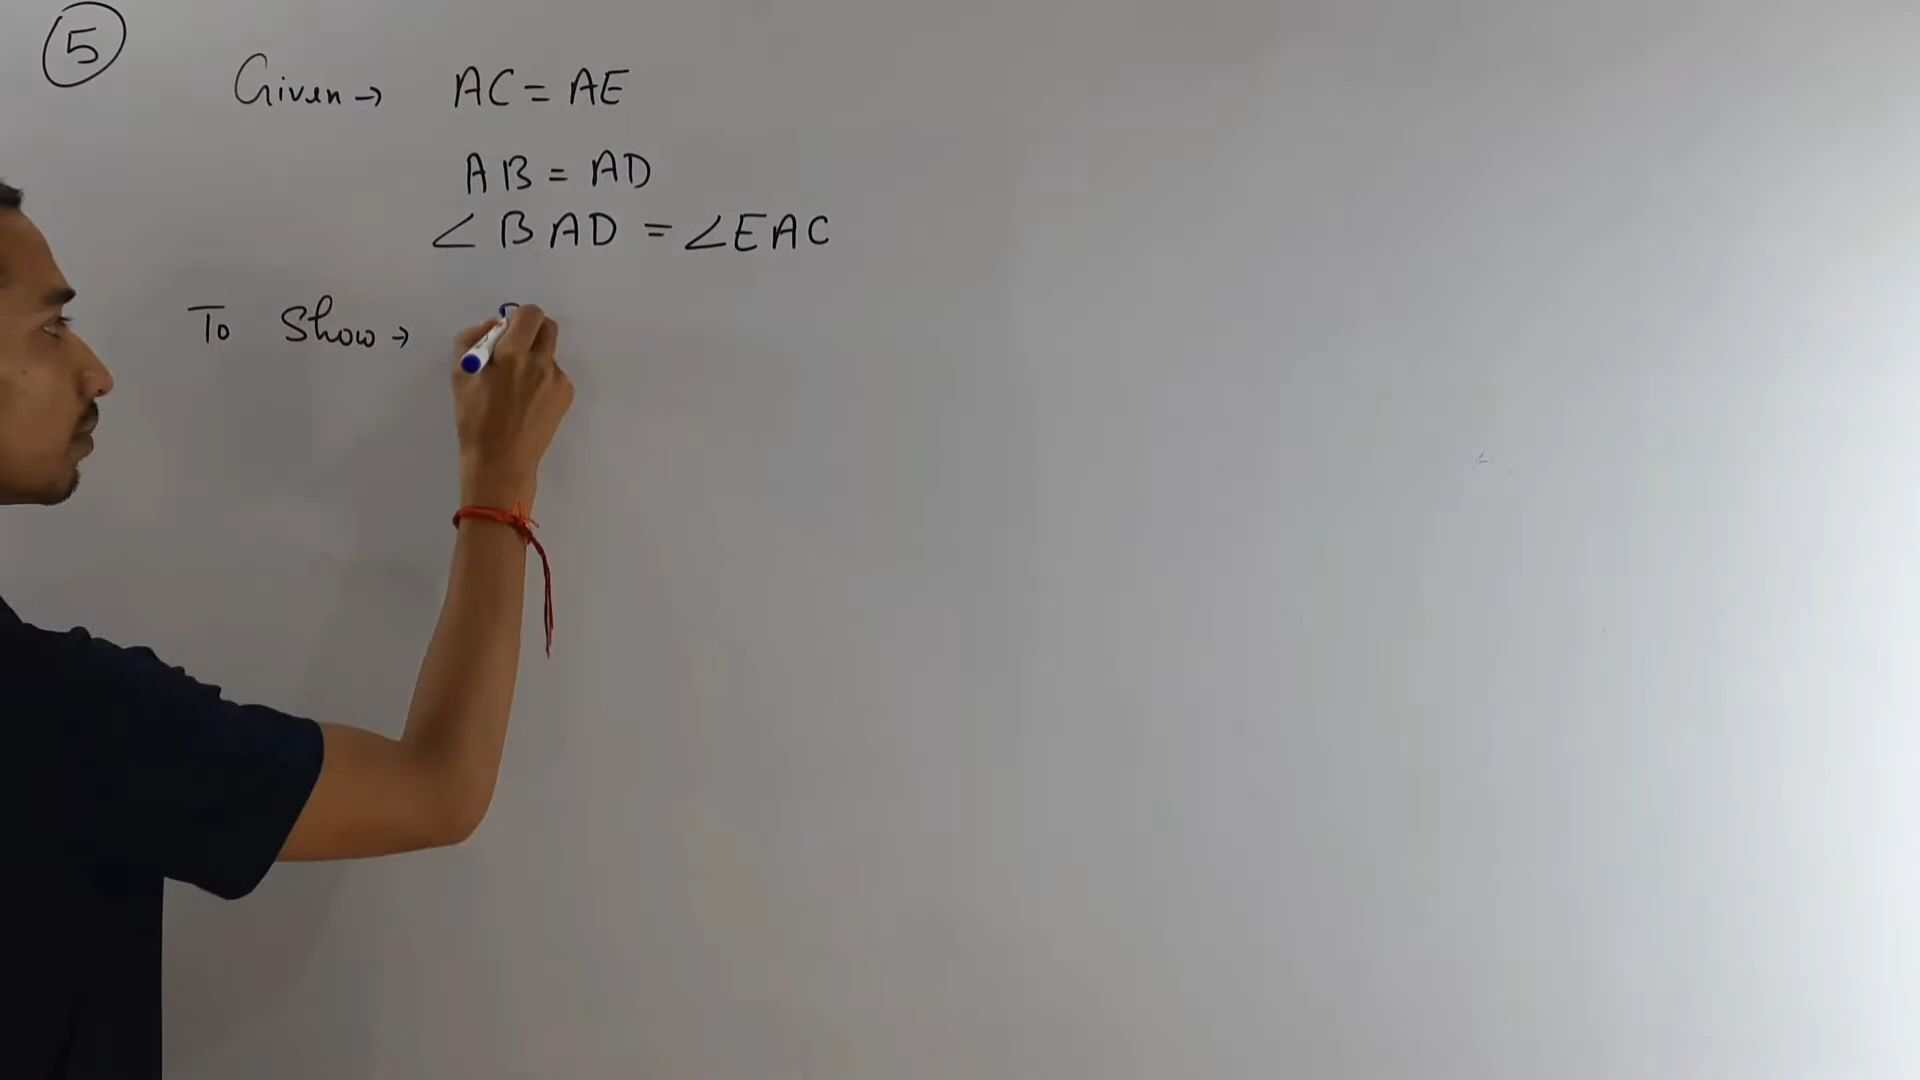 5
Given → AC = AE
AB = AD
∠BAD = ∠EAC
To Show →